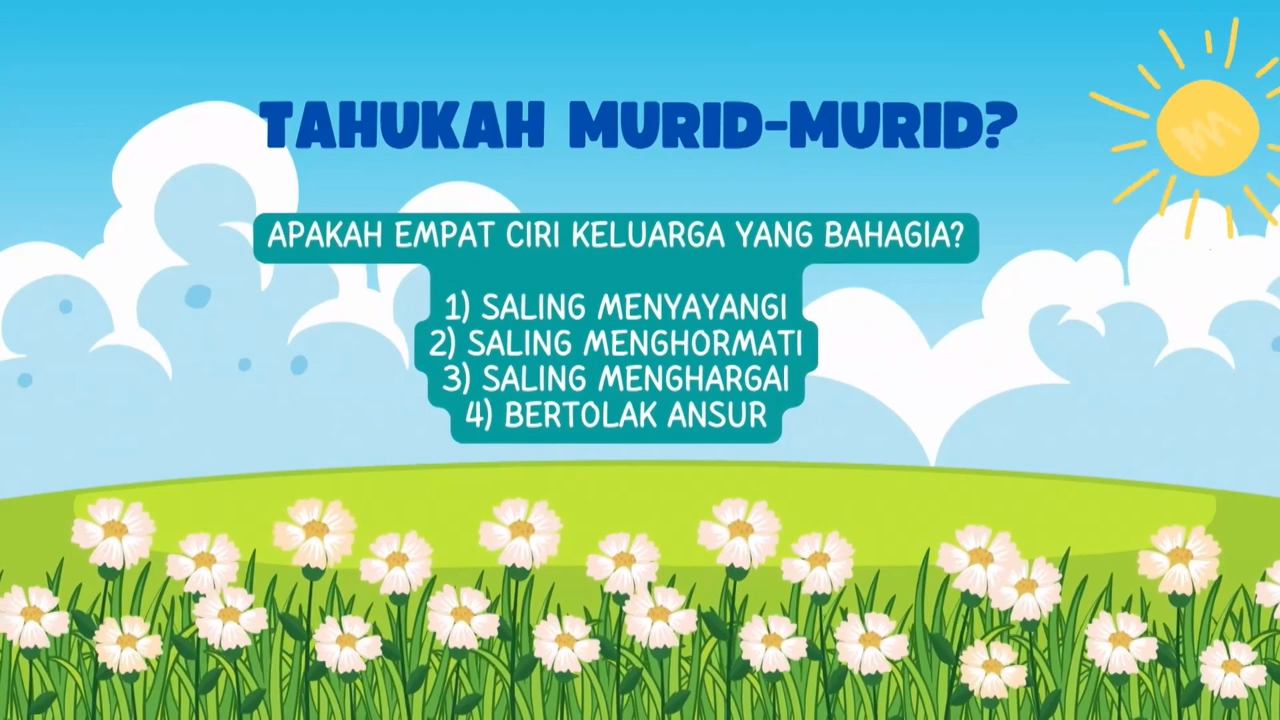 TAHUKAH MURID-MURID?
APAKAH EMPAT CIRI KELUARGA YANG BAHAGIA?
1) SALING MENYAYANGI
2) SALING MENGHORMATI
3) SALING MENGHARGAI
4) BERTOLAK ANSUR